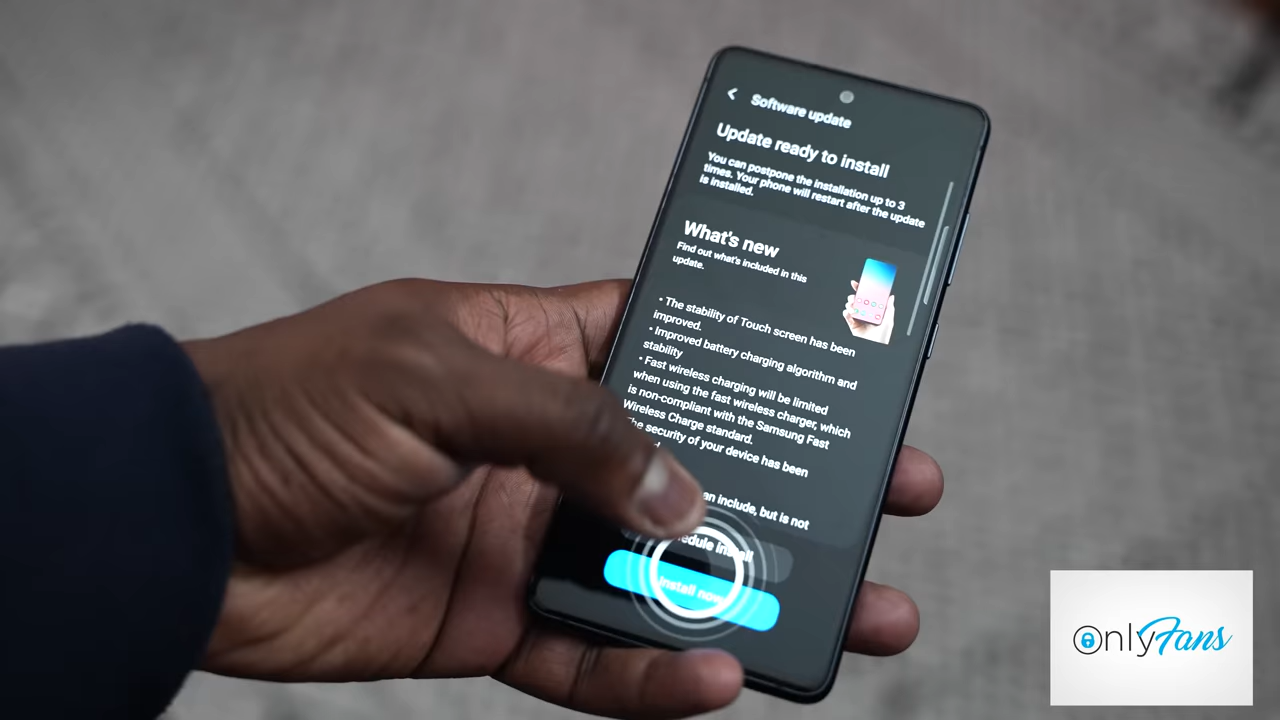 Software update
Update ready to install
You can postpone the installation up to 3
times. Your phone will restart after the update
is installed.
What's new
Find out what's included in this
update.
• The stability of Touch screen has been
improved.
• Improved battery charging algorithm and
stability
• Fast wireless charging will be limited
when using the fast wireless charger, which
is non-compliant with the Samsung Fast
Wireless Charge standard.
security of your device has been
include, but is not
install
Install now
OnlyFans